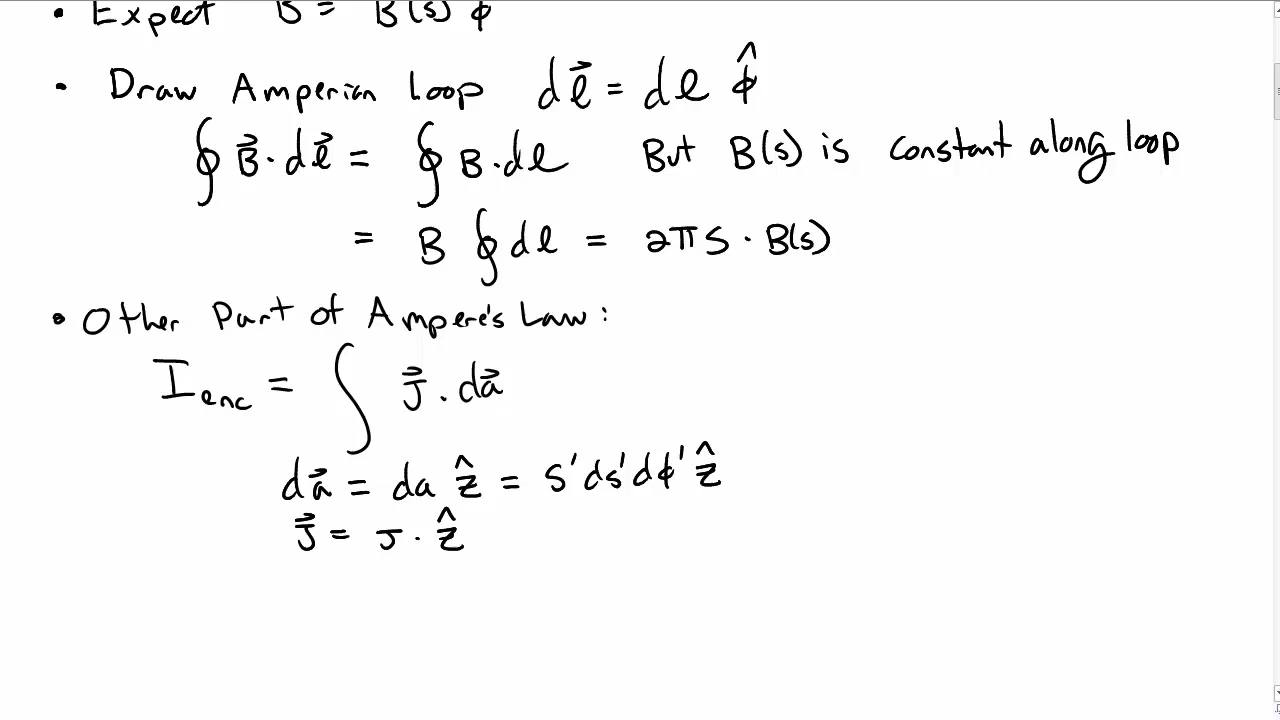 • Expect B = B(s) ϕ
• Draw Amperian loop dℓ⃗ = dℓ ϕ̂
∮ B⃗ · dℓ⃗ = ∮ B · dℓ But B(s) is constant along loop
= B ∮ dℓ = 2πs · B(s)
• Other Part of Ampere's Law:
I_enc = ∫ J⃗ · da⃗
da⃗ = da ẑ = s' ds' dϕ' ẑ
J⃗ = J · ẑ